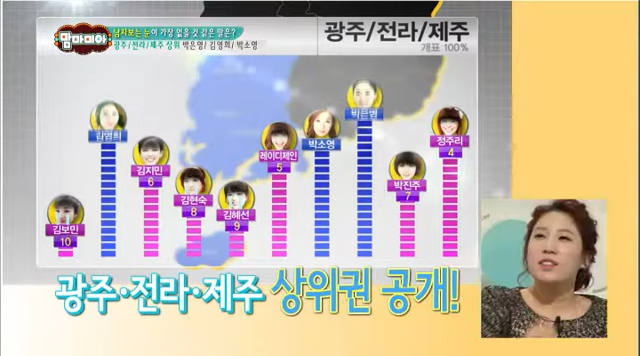 맘마미아
남자보는 눈이 가장 없을 것 같은 딸은?
광주/전라/제주 상위 박은영/ 김영희/ 박소영
광주/전라/제주
개표 100%
김영희
박은영
김지민
6
레이디제인
5
박소영
정주리
4
김현숙
8
박진주
7
김혜선
9
김보민
10
광주·전라·제주 상위권 공개!